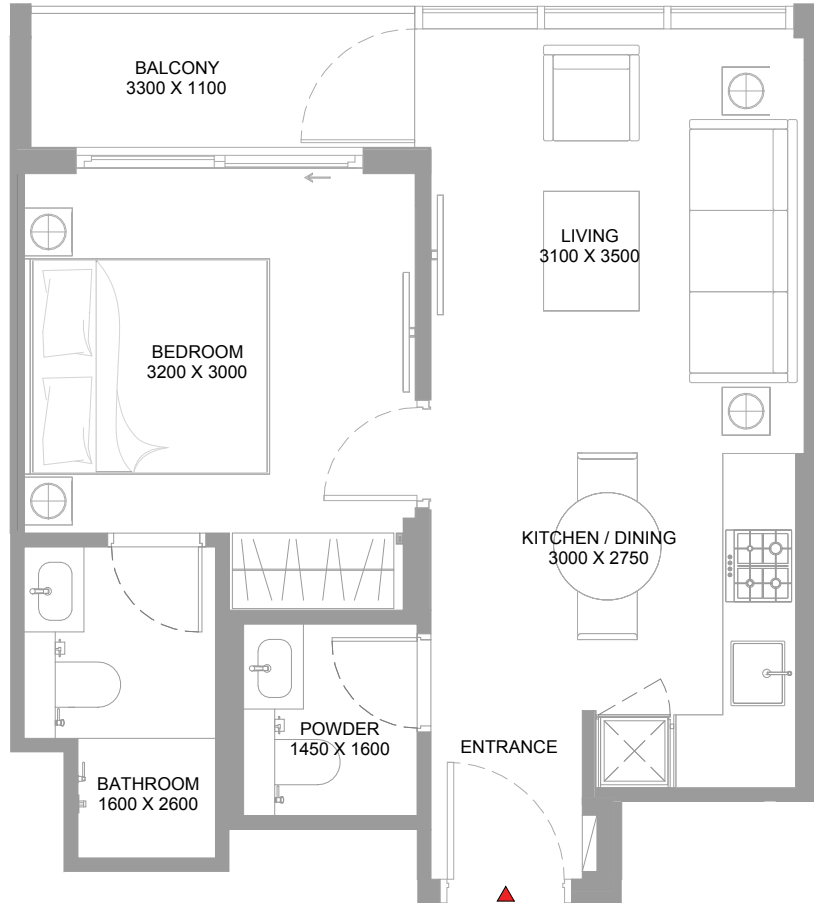 BALCONY
3300 X 1100
LIVING
3100 X 3500
BEDROOM
3200 X 3000
KITCHEN / DINING
3000 X 2750
POWDER
1450 X 1600
ENTRANCE
BATHROOM
1600 X 2600